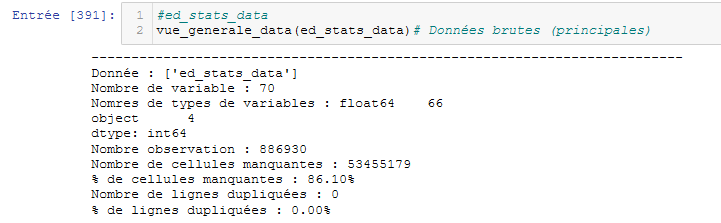 Entrée [391]:
1 #ed_stats_data
2 vue_generale_data(ed_stats_data)# Données brutes (principales)
--------------------------------------------------------------------------
Donnée : ['ed_stats_data']
Nombre de variable : 70
Nomres de types de variables : float64    66
object      4
dtype: int64
Nombre observation : 886930
Nombre de cellules manquantes : 53455179
% de cellules manquantes : 86.10%
Nombre de lignes dupliquées : 0
% de lignes dupliquées : 0.00%